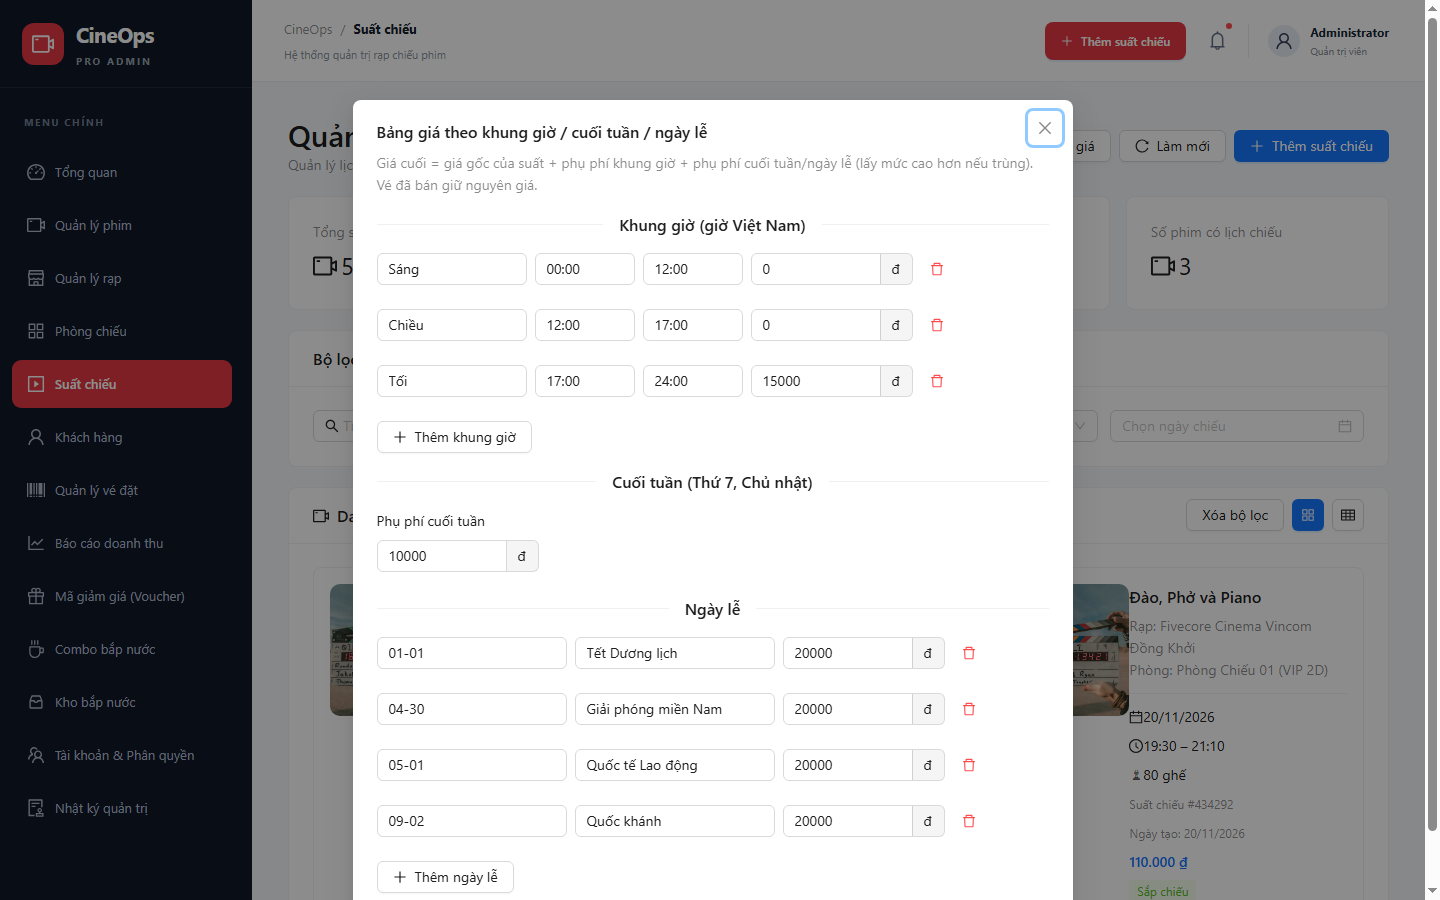 CineOps
PRO ADMIN
MENU CHÍNH
Tổng quan
Quản lý phim
Quản lý rạp
Phòng chiếu
Suất chiếu
Khách hàng
Quản lý vé đặt
Báo cáo doanh thu
Mã giảm giá (Voucher)
Combo bắp nước
Kho bắp nước
Tài khoản & Phân quyền
Nhật ký quản trị
CineOps / Suất chiếu
Hệ thống quản trị rạp chiếu phim
Thêm suất chiếu
Administrator
Quản trị viên
Quản lý lịc
giá
Làm mới
Thêm suất chiếu
Số phim có lịch chiếu
3
Chọn ngày chiếu
Xóa bộ lọc
Bảng giá theo khung giờ / cuối tuần / ngày lễ
Giá cuối = giá gốc của suất + phụ phí khung giờ + phụ phí cuối tuần/ngày lễ (lấy mức cao hơn nếu trùng).
Vé đã bán giữ nguyên giá.
Khung giờ (giờ Việt Nam)
Sáng 00:00 12:00 0 đ
Chiều 12:00 17:00 0 đ
Tối 17:00 24:00 15000 đ
Thêm khung giờ
Cuối tuần (Thứ 7, Chủ nhật)
Phụ phí cuối tuần
10000 đ
Ngày lễ
01-01 Tết Dương lịch 20000 đ
04-30 Giải phóng miền Nam 20000 đ
05-01 Quốc tế Lao động 20000 đ
09-02 Quốc khánh 20000 đ
Thêm ngày lễ
Đào, Phở và Piano
Rạp: Fivecore Cinema Vincom
Đồng Khởi
Phòng: Phòng Chiếu 01 (VIP 2D)
20/11/2026
19:30 – 21:10
80 ghế
Suất chiếu #434292
Ngày tạo: 20/11/2026
110.000 ₫
Sắp chiếu